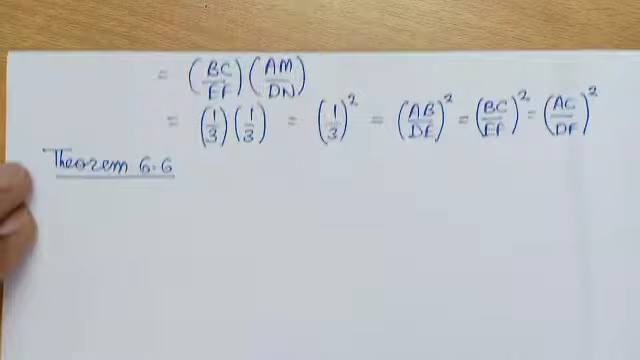 = (BC/EF) (AM/DN)
= (1/3) (1/3) = (1/3)² = (AB/DE)² = (BC/EF)² = (AC/DF)²
Theorem 6.6